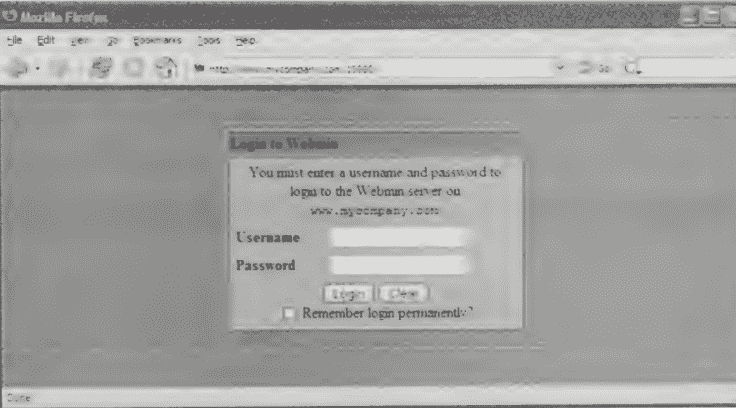 Mozilla Firefox
File Edit View Go Bookmarks Tools Help
Go
Login to Webmin
You must enter a username and password to
login to the Webmin server on
www.mycompany.com
Username
Password
Login Clear
Remember login permanently?
Done